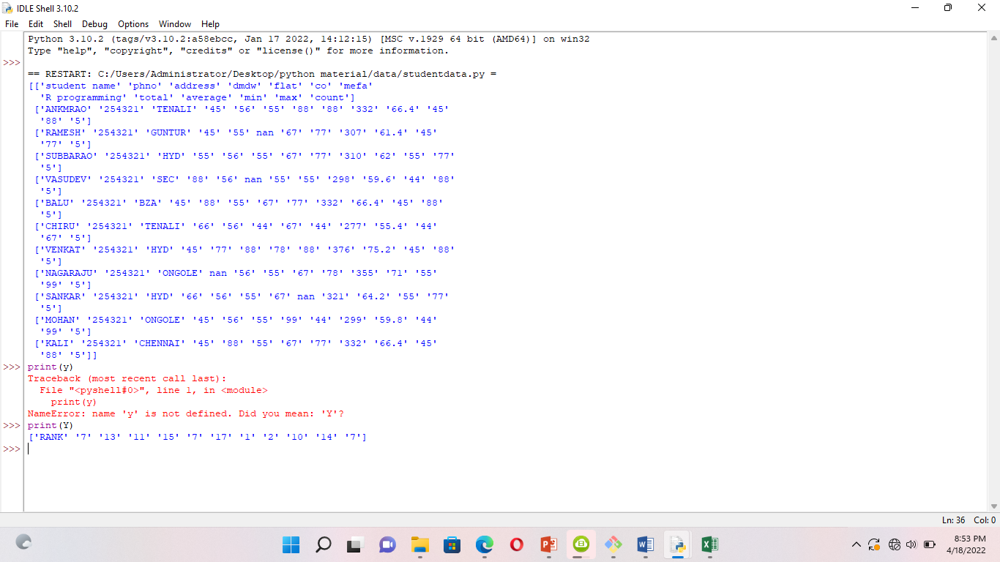 IDLE Shell 3.10.2
File Edit Shell Debug Options Window Help
Python 3.10.2 (tags/v3.10.2:a58ebcc, Jan 17 2022, 14:12:15) [MSC v.1929 64 bit (AMD64)] on win32
Type "help", "copyright", "credits" or "license()" for more information.
>>>
== RESTART: C:/Users/Administrator/Desktop/python material/data/studentdata.py =
[['student name' 'phno' 'address' 'dmdw' 'flat' 'co' 'mefa'
'R programming' 'total' 'average' 'min' 'max' 'count']
['ANKMRAO' '254321' 'TENALI' '45' '56' '55' '88' '88' '332' '66.4' '45'
'88' '5']
['RAMESH' '254321' 'GUNTUR' '45' '55' nan '67' '77' '307' '61.4' '45'
'77' '5']
['SUBBARAO' '254321' 'HYD' '55' '56' '55' '67' '77' '310' '62' '55' '77'
'5']
['VASUDEV' '254321' 'SEC' '88' '56' nan '55' '55' '298' '59.6' '44' '88'
'5']
['BALU' '254321' 'BZA' '45' '88' '55' '67' '77' '332' '66.4' '45' '88'
'5']
['CHIRU' '254321' 'TENALI' '66' '56' '44' '67' '44' '277' '55.4' '44'
'67' '5']
['VENKAT' '254321' 'HYD' '45' '77' '88' '78' '88' '376' '75.2' '45' '88'
'5']
['NAGARAJU' '254321' 'ONGOLE' nan '56' '55' '67' '78' '355' '71' '55'
'99' '5']
['SANKAR' '254321' 'HYD' '66' '56' '55' '67' nan '321' '64.2' '55' '77'
'5']
['MOHAN' '254321' 'ONGOLE' '45' '56' '55' '99' '44' '299' '59.8' '44'
'99' '5']
['KALI' '254321' 'CHENNAI' '45' '88' '55' '67' '77' '332' '66.4' '45'
'88' '5']]
>>> print(y)
Traceback (most recent call last):
File "<pyshell#0>", line 1, in <module>
print(y)
NameError: name 'y' is not defined. Did you mean: 'Y'?
>>> print(Y)
['RANK' '7' '13' '11' '15' '7' '17' '1' '2' '10' '14' '7']
>>>
Ln: 36 Col: 0
8:53 PM
4/18/2022